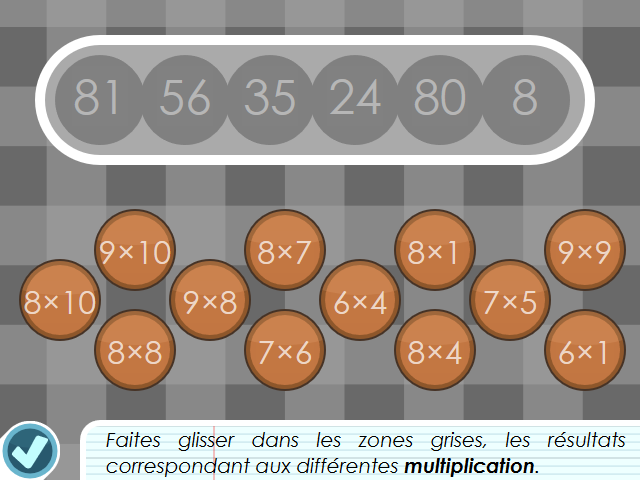 81 56 35 24 80 8
9×10 8×7 8×1 9×9
8×10 9×8 6×4 7×5
8×8 7×6 8×4 6×1
Faites glisser dans les zones grises, les résultats
correspondant aux différentes multiplication.